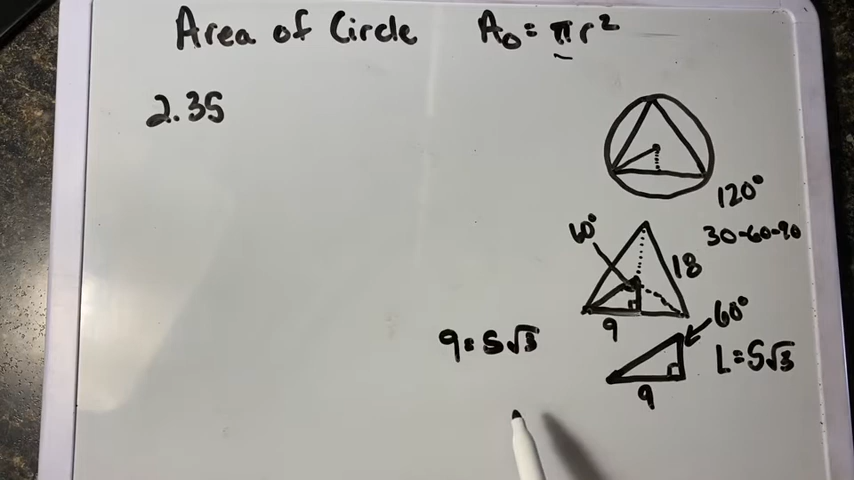 Area of Circle A⊙=πr²
2.35
120°
60°
30-60-90
18
9
60°
9=S√3
L=S√3
9